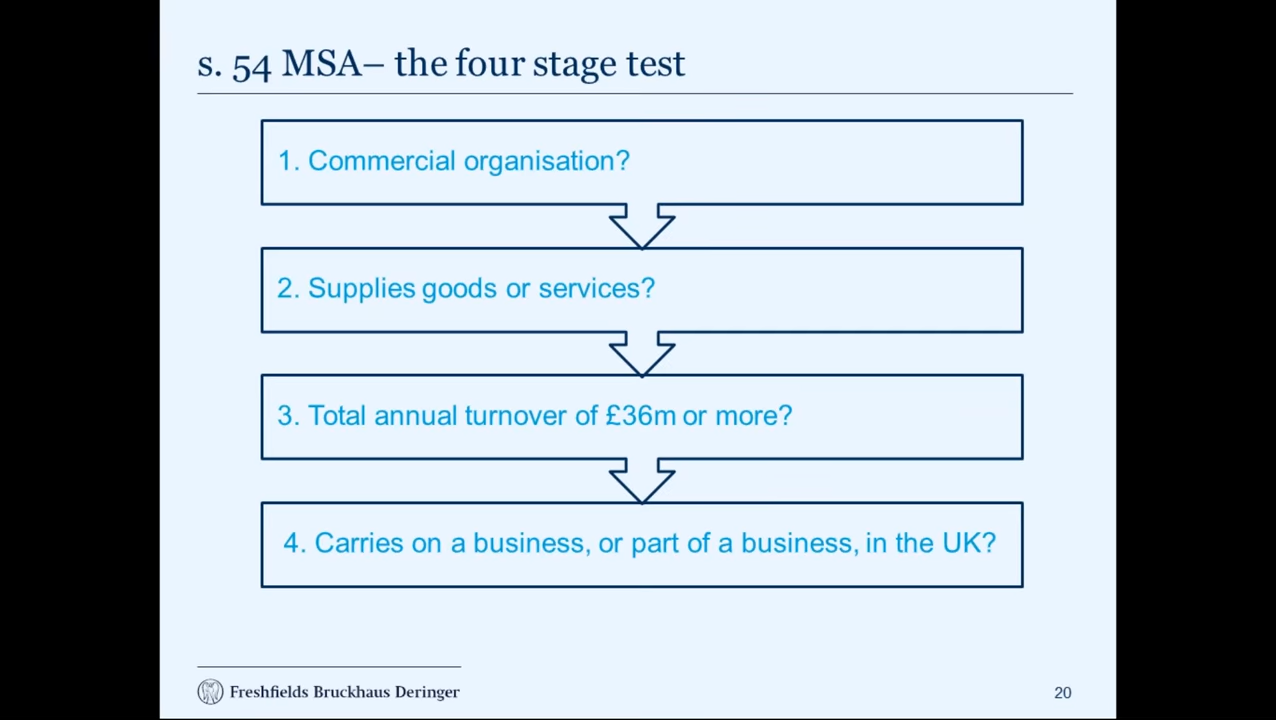 s. 54 MSA– the four stage test
1. Commercial organisation?
2. Supplies goods or services?
3. Total annual turnover of £36m or more?
4. Carries on a business, or part of a business, in the UK?
Freshfields Bruckhaus Deringer
20